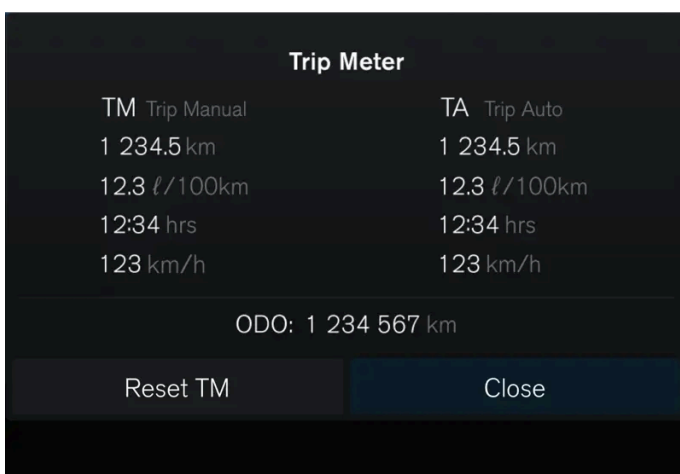 Trip Meter
TM Trip Manual TA Trip Auto
1 234.5 km 1 234.5 km
12.3 ℓ/100km 12.3 ℓ/100km
12:34 hrs 12:34 hrs
123 km/h 123 km/h
ODO: 1 234 567 km
Reset TM Close